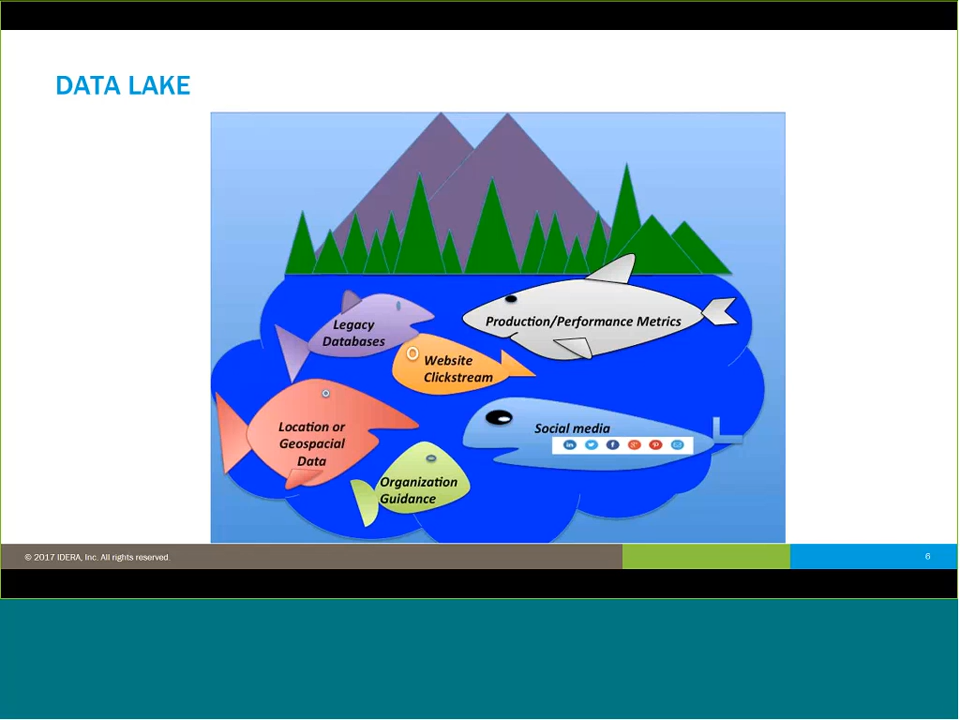 DATA LAKE
Legacy
Databases
Production/Performance Metrics
Website
Clickstream
Location or
Geospacial
Data
Social media
Organization
Guidance
© 2017 IDERA, Inc. All rights reserved.
6